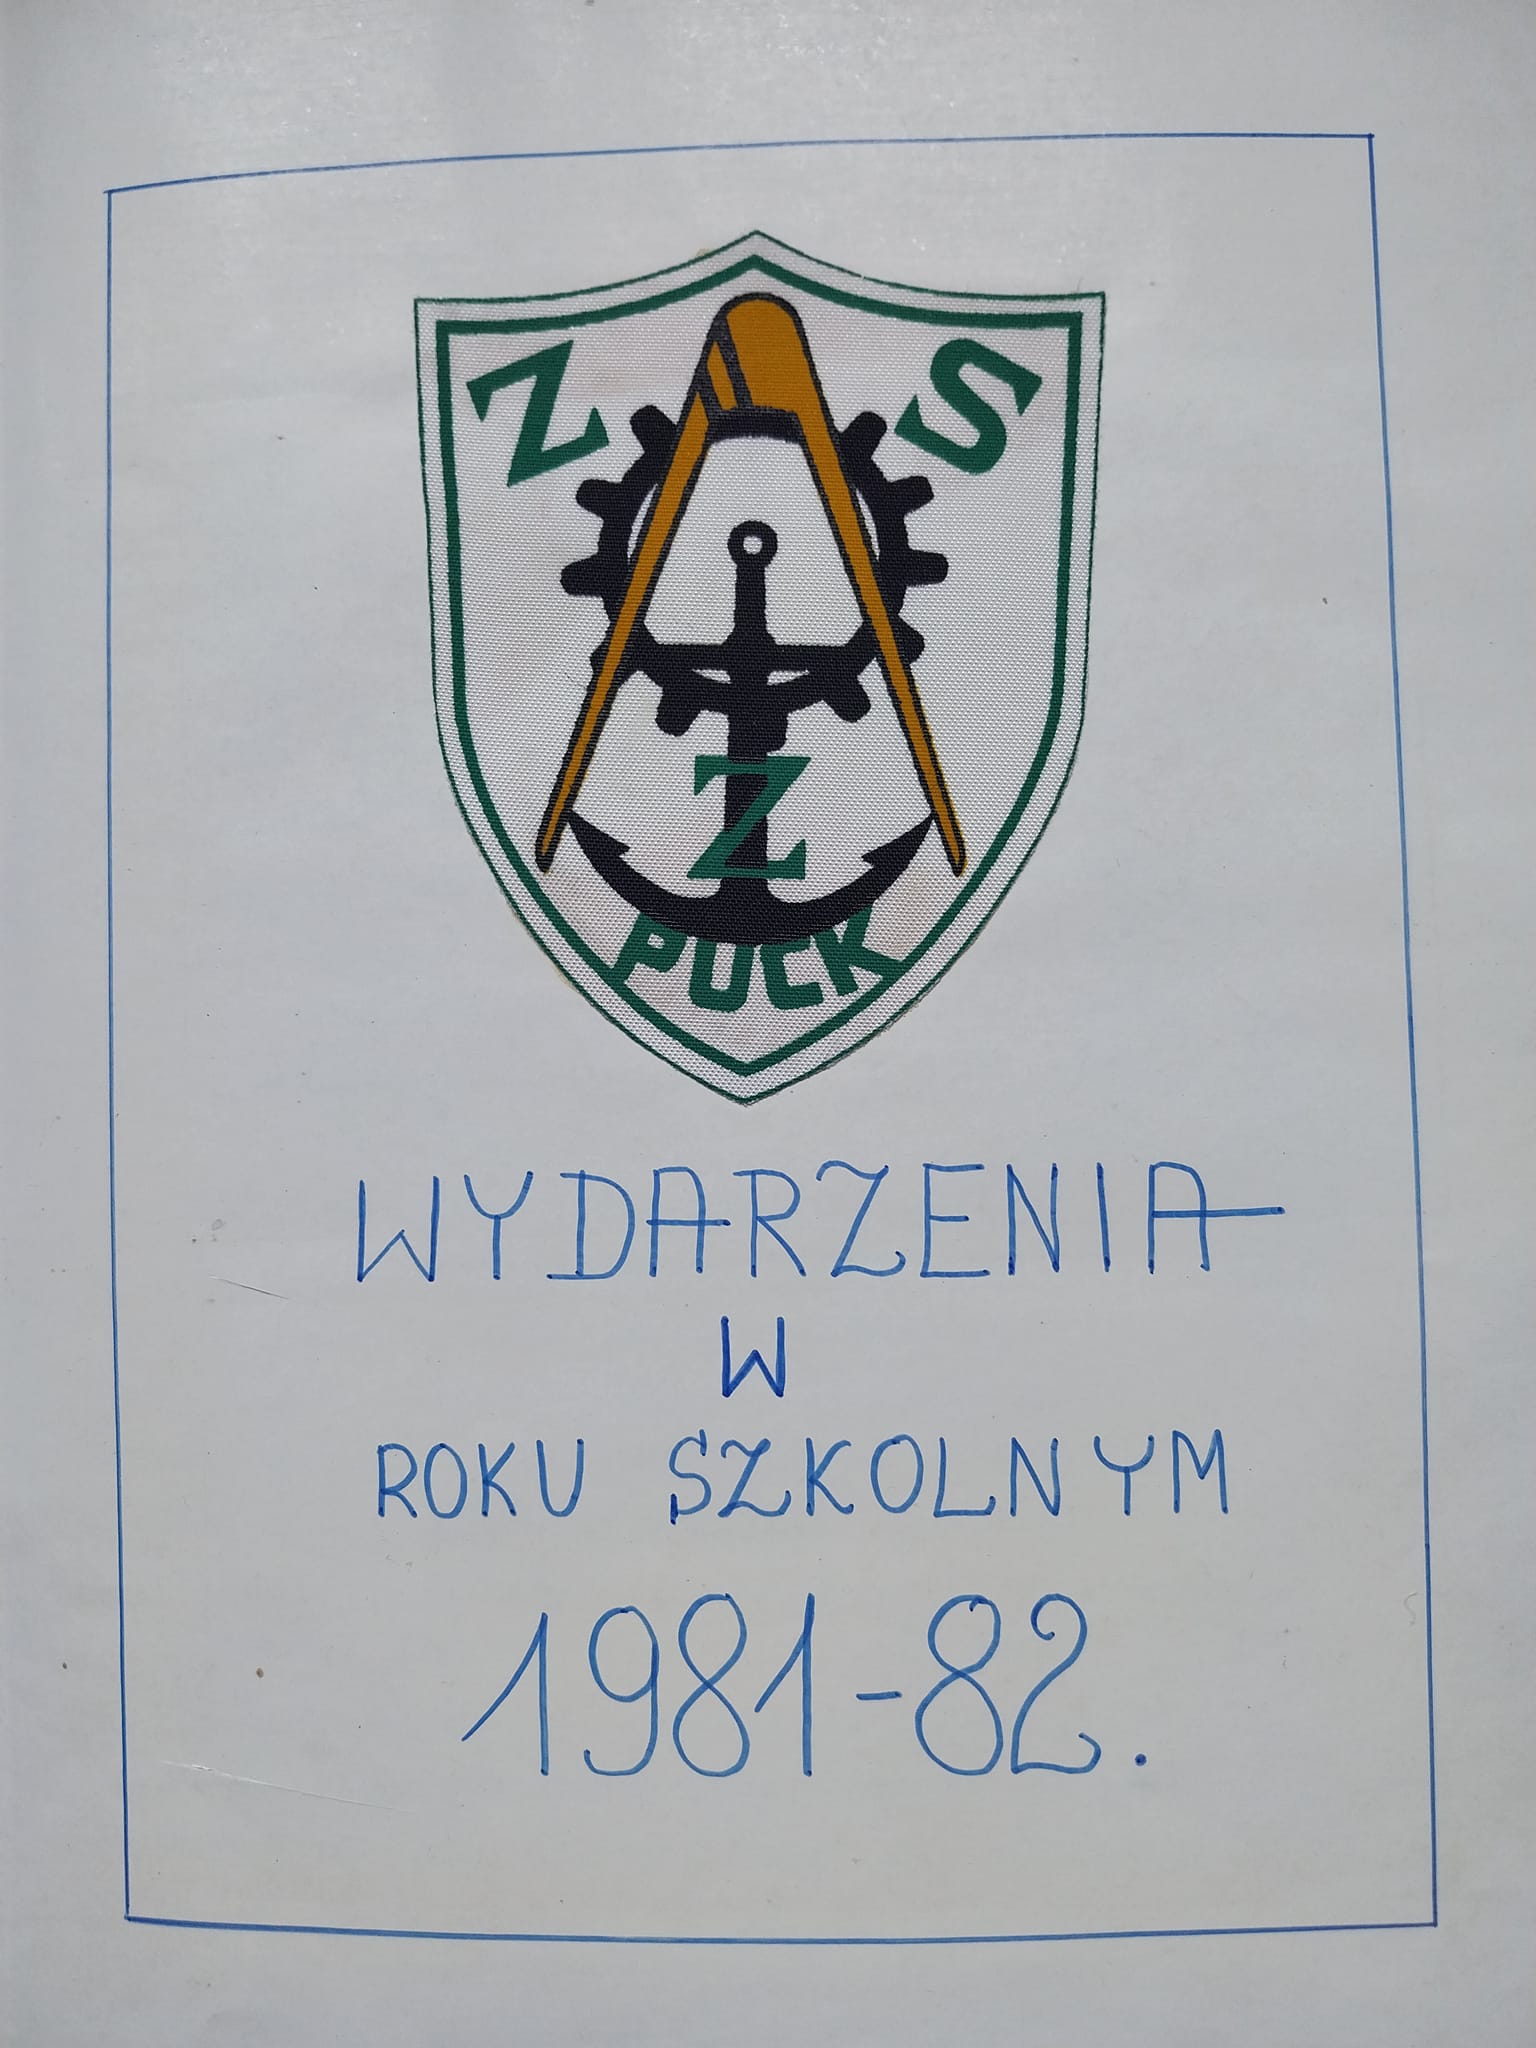 Z S
Z
PUCK
WYDARZENIA
W
ROKU SZKOLNYM
1981-82.